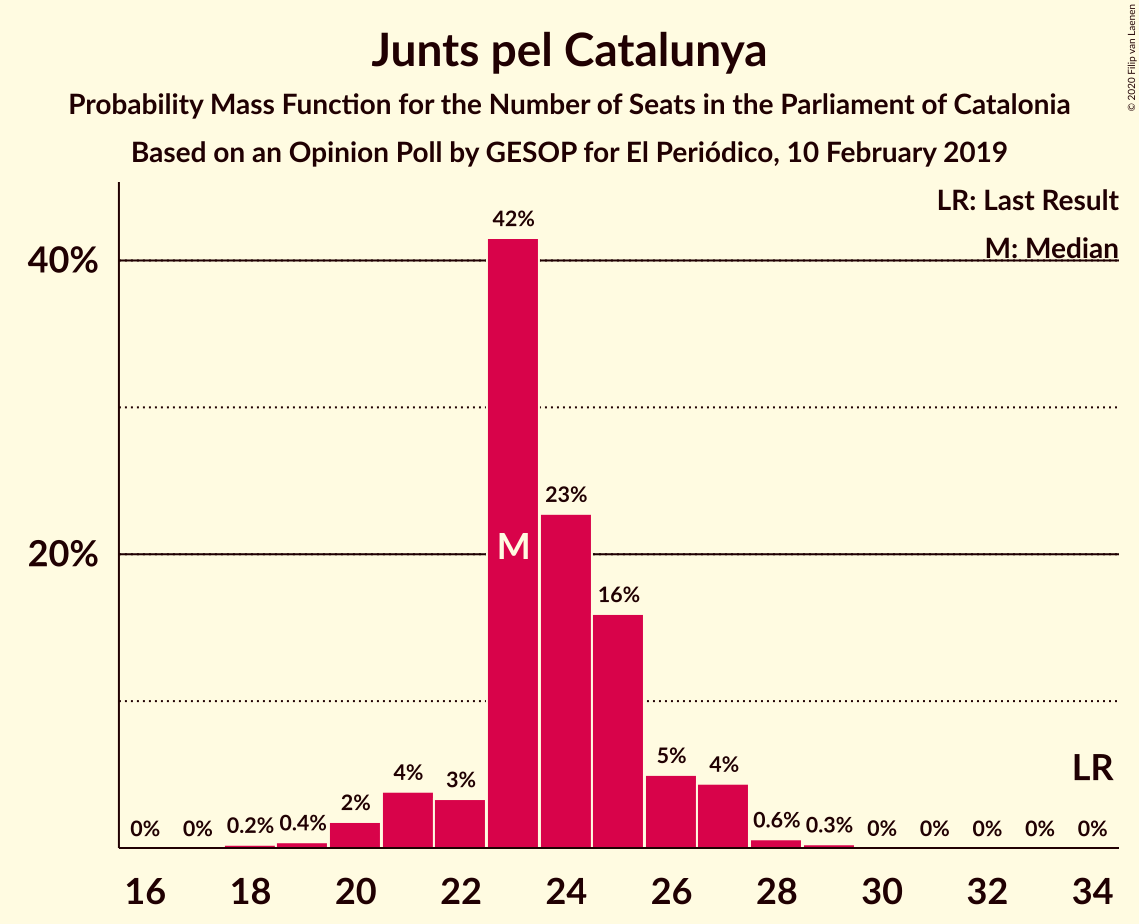 Junts pel Catalunya
Probability Mass Function for the Number of Seats in the Parliament of Catalonia
Based on an Opinion Poll by GESOP for El Periódico, 10 February 2019
© 2020 Filip van Laenen
LR: Last Result
M: Median
40%
20%
42%
23%
16%
5%
4%
4%
3%
2%
0% 0% 0.2% 0.4% 0.6% 0.3% 0% 0% 0% 0% 0%
M
LR
16 18 20 22 24 26 28 30 32 34